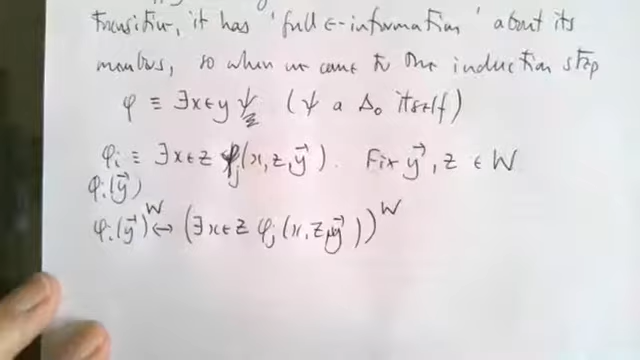 transitive, it has 'full ∈-information' about its
members, so when we come to the induction step
φ ≡ ∃x∈y ψ (ψ a Δ₀ itself)
φᵢ ≡ ∃x∈z φⱼ(x,z,y⃗). Fix y⃗, z ∈ W
φᵢ(y⃗)
φᵢ(y⃗)^W ↔ (∃x∈z φⱼ(x,z,y⃗))^W